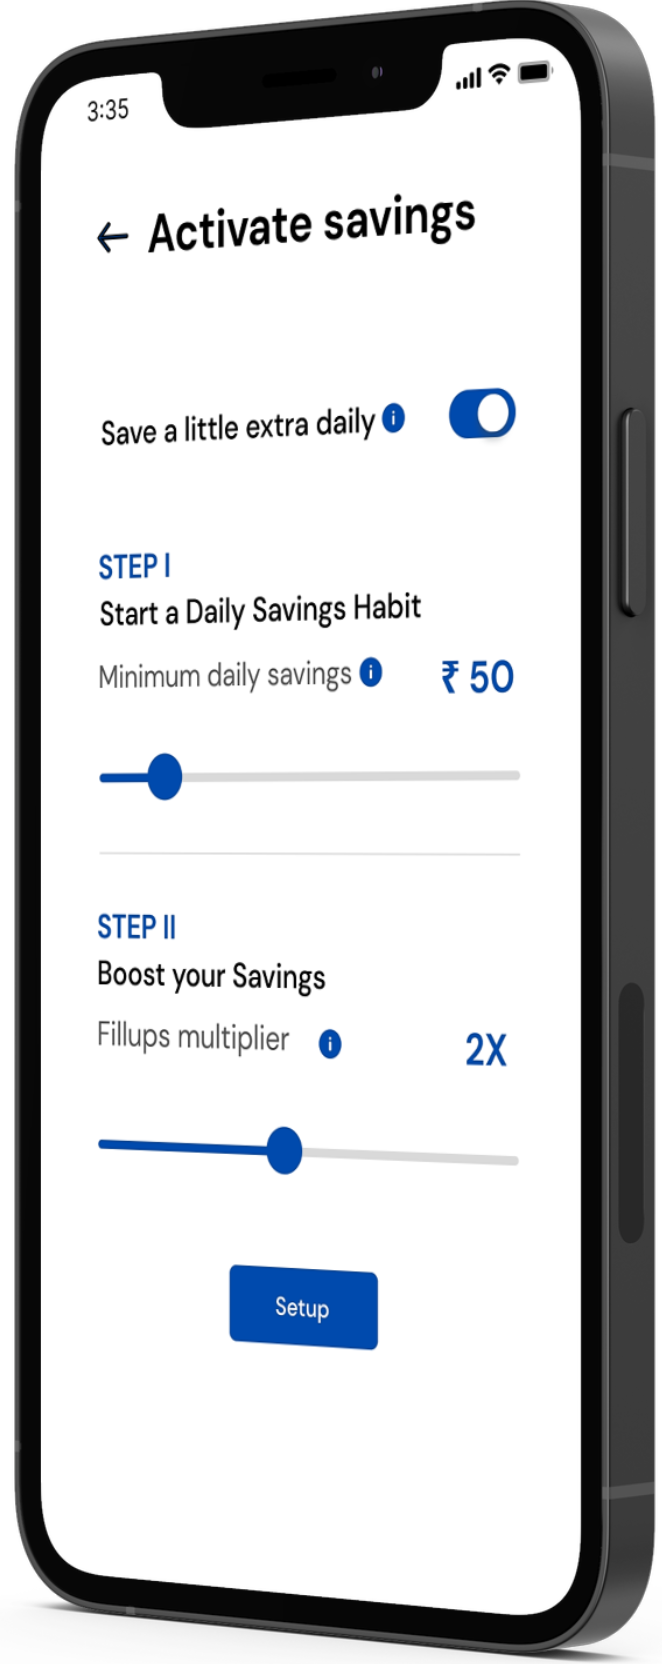 3:35
← Activate savings
Save a little extra daily i
STEP I
Start a Daily Savings Habit
Minimum daily savings i ₹ 50
STEP II
Boost your Savings
Fillups multiplier i 2X
Setup